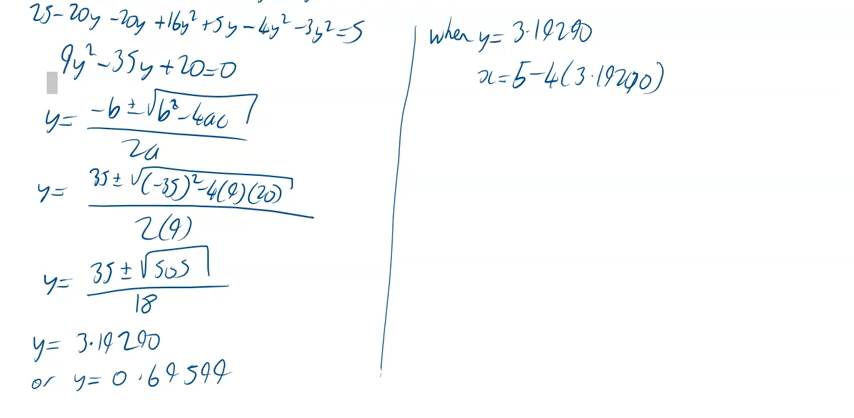 25-20y-20y+16y²+5y-4y²-3y²=5
9y²-35y+20=0
y= (-b±√(b²-4ac))/2a
y= (35±√((-35)²-4(9)(20)))/2(9)
y= (35±√505)/18
y= 3.19290
or y= 0.69599
when y= 3.19290
x=5-4(3.19290)